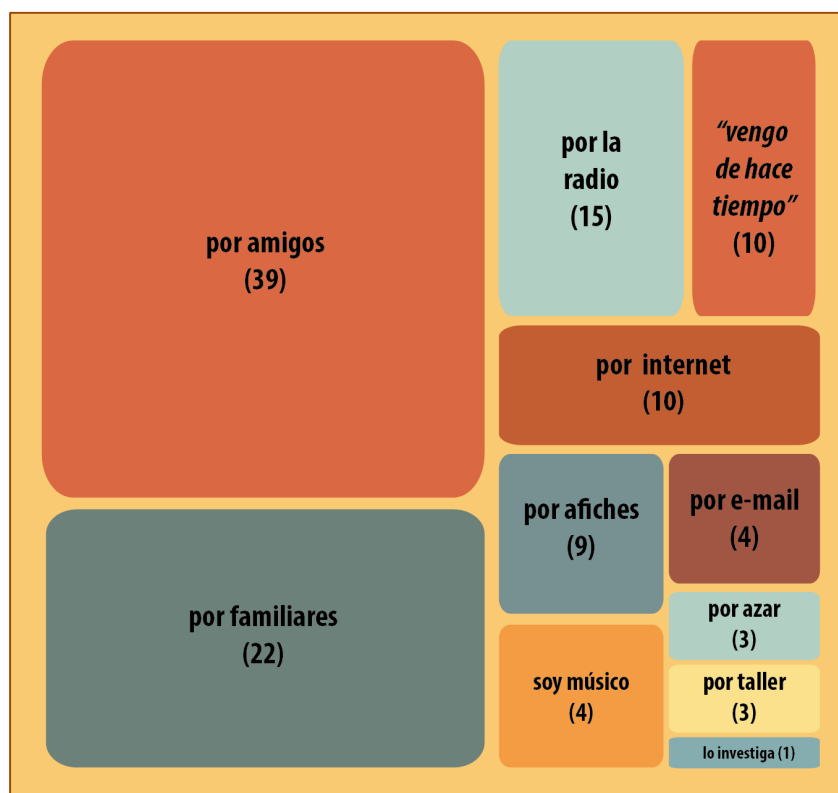 por amigos
(39)
por la
radio
(15)
“vengo
de hace
tiempo”
(10)
por internet
(10)
por afiches
(9)
por e-mail
(4)
por familiares
(22)
soy músico
(4)
por azar
(3)
por taller
(3)
lo investiga (1)